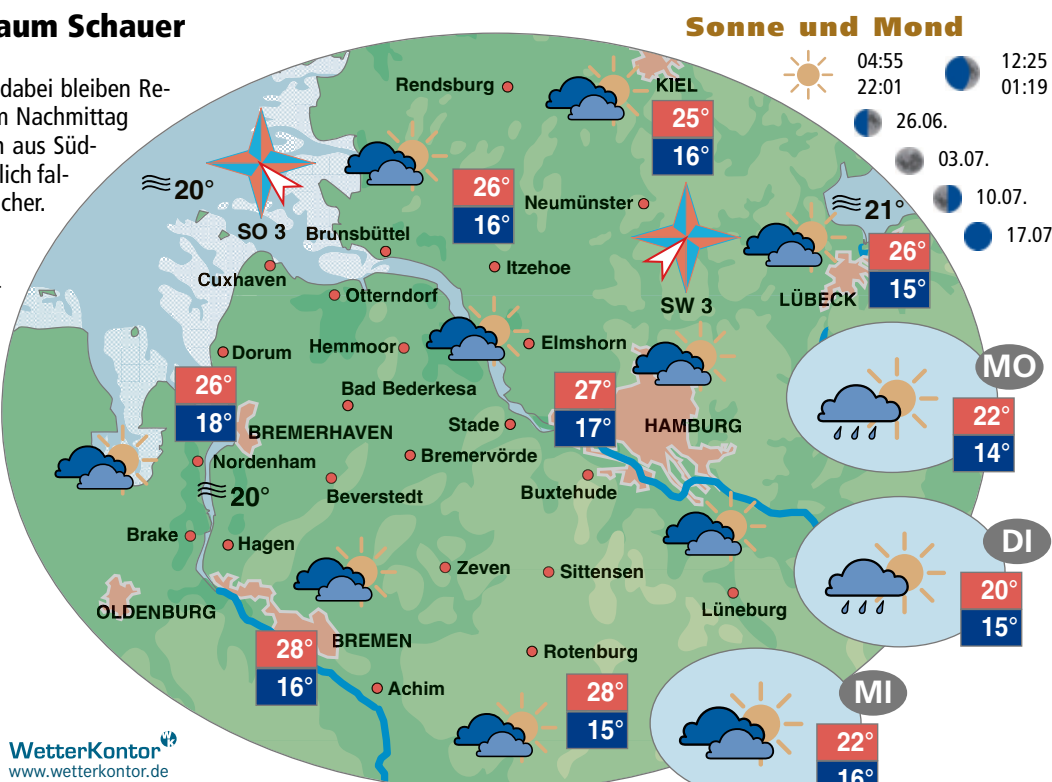 aum Schauer
dabei bleiben Re-
m Nachmittag
n aus Süd-
lich fal-
cher.
Sonne und Mond
04:55
22:01
12:25
01:19
26.06.
03.07.
10.07.
17.07
Rendsburg
KIEL
25°
16°
20°
SO 3
26°
16°
Neumünster
21°
Brunsbüttel
Cuxhaven
Itzehoe
SW 3
LÜBECK
26°
15°
Otterndorf
Dorum
Hemmoor
Elmshorn
MO
22°
14°
26°
18°
Bad Bederkesa
27°
17°
BREMERHAVEN
Stade
HAMBURG
Nordenham
Bremervörde
20°
Beverstedt
Buxtehude
Brake
Hagen
DI
20°
15°
Zeven
Sittensen
OLDENBURG
Lüneburg
BREMEN
28°
16°
Rotenburg
Achim
28°
15°
MI
22°
16°
WetterKontor
wk
www.wetterkontor.de